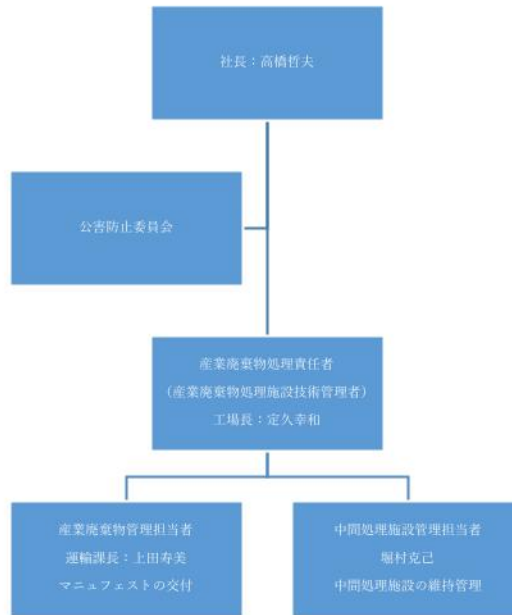 社長：高橋哲夫
公害防止委員会
産業廃棄物処理責任者
（産業廃棄物処理施設技術管理者）
工場長：定久幸和
産業廃棄物管理担当者
運輸課長：上田寿美
マニュフェストの交付
中間処理施設管理担当者
堀村克己
中間処理施設の維持管理